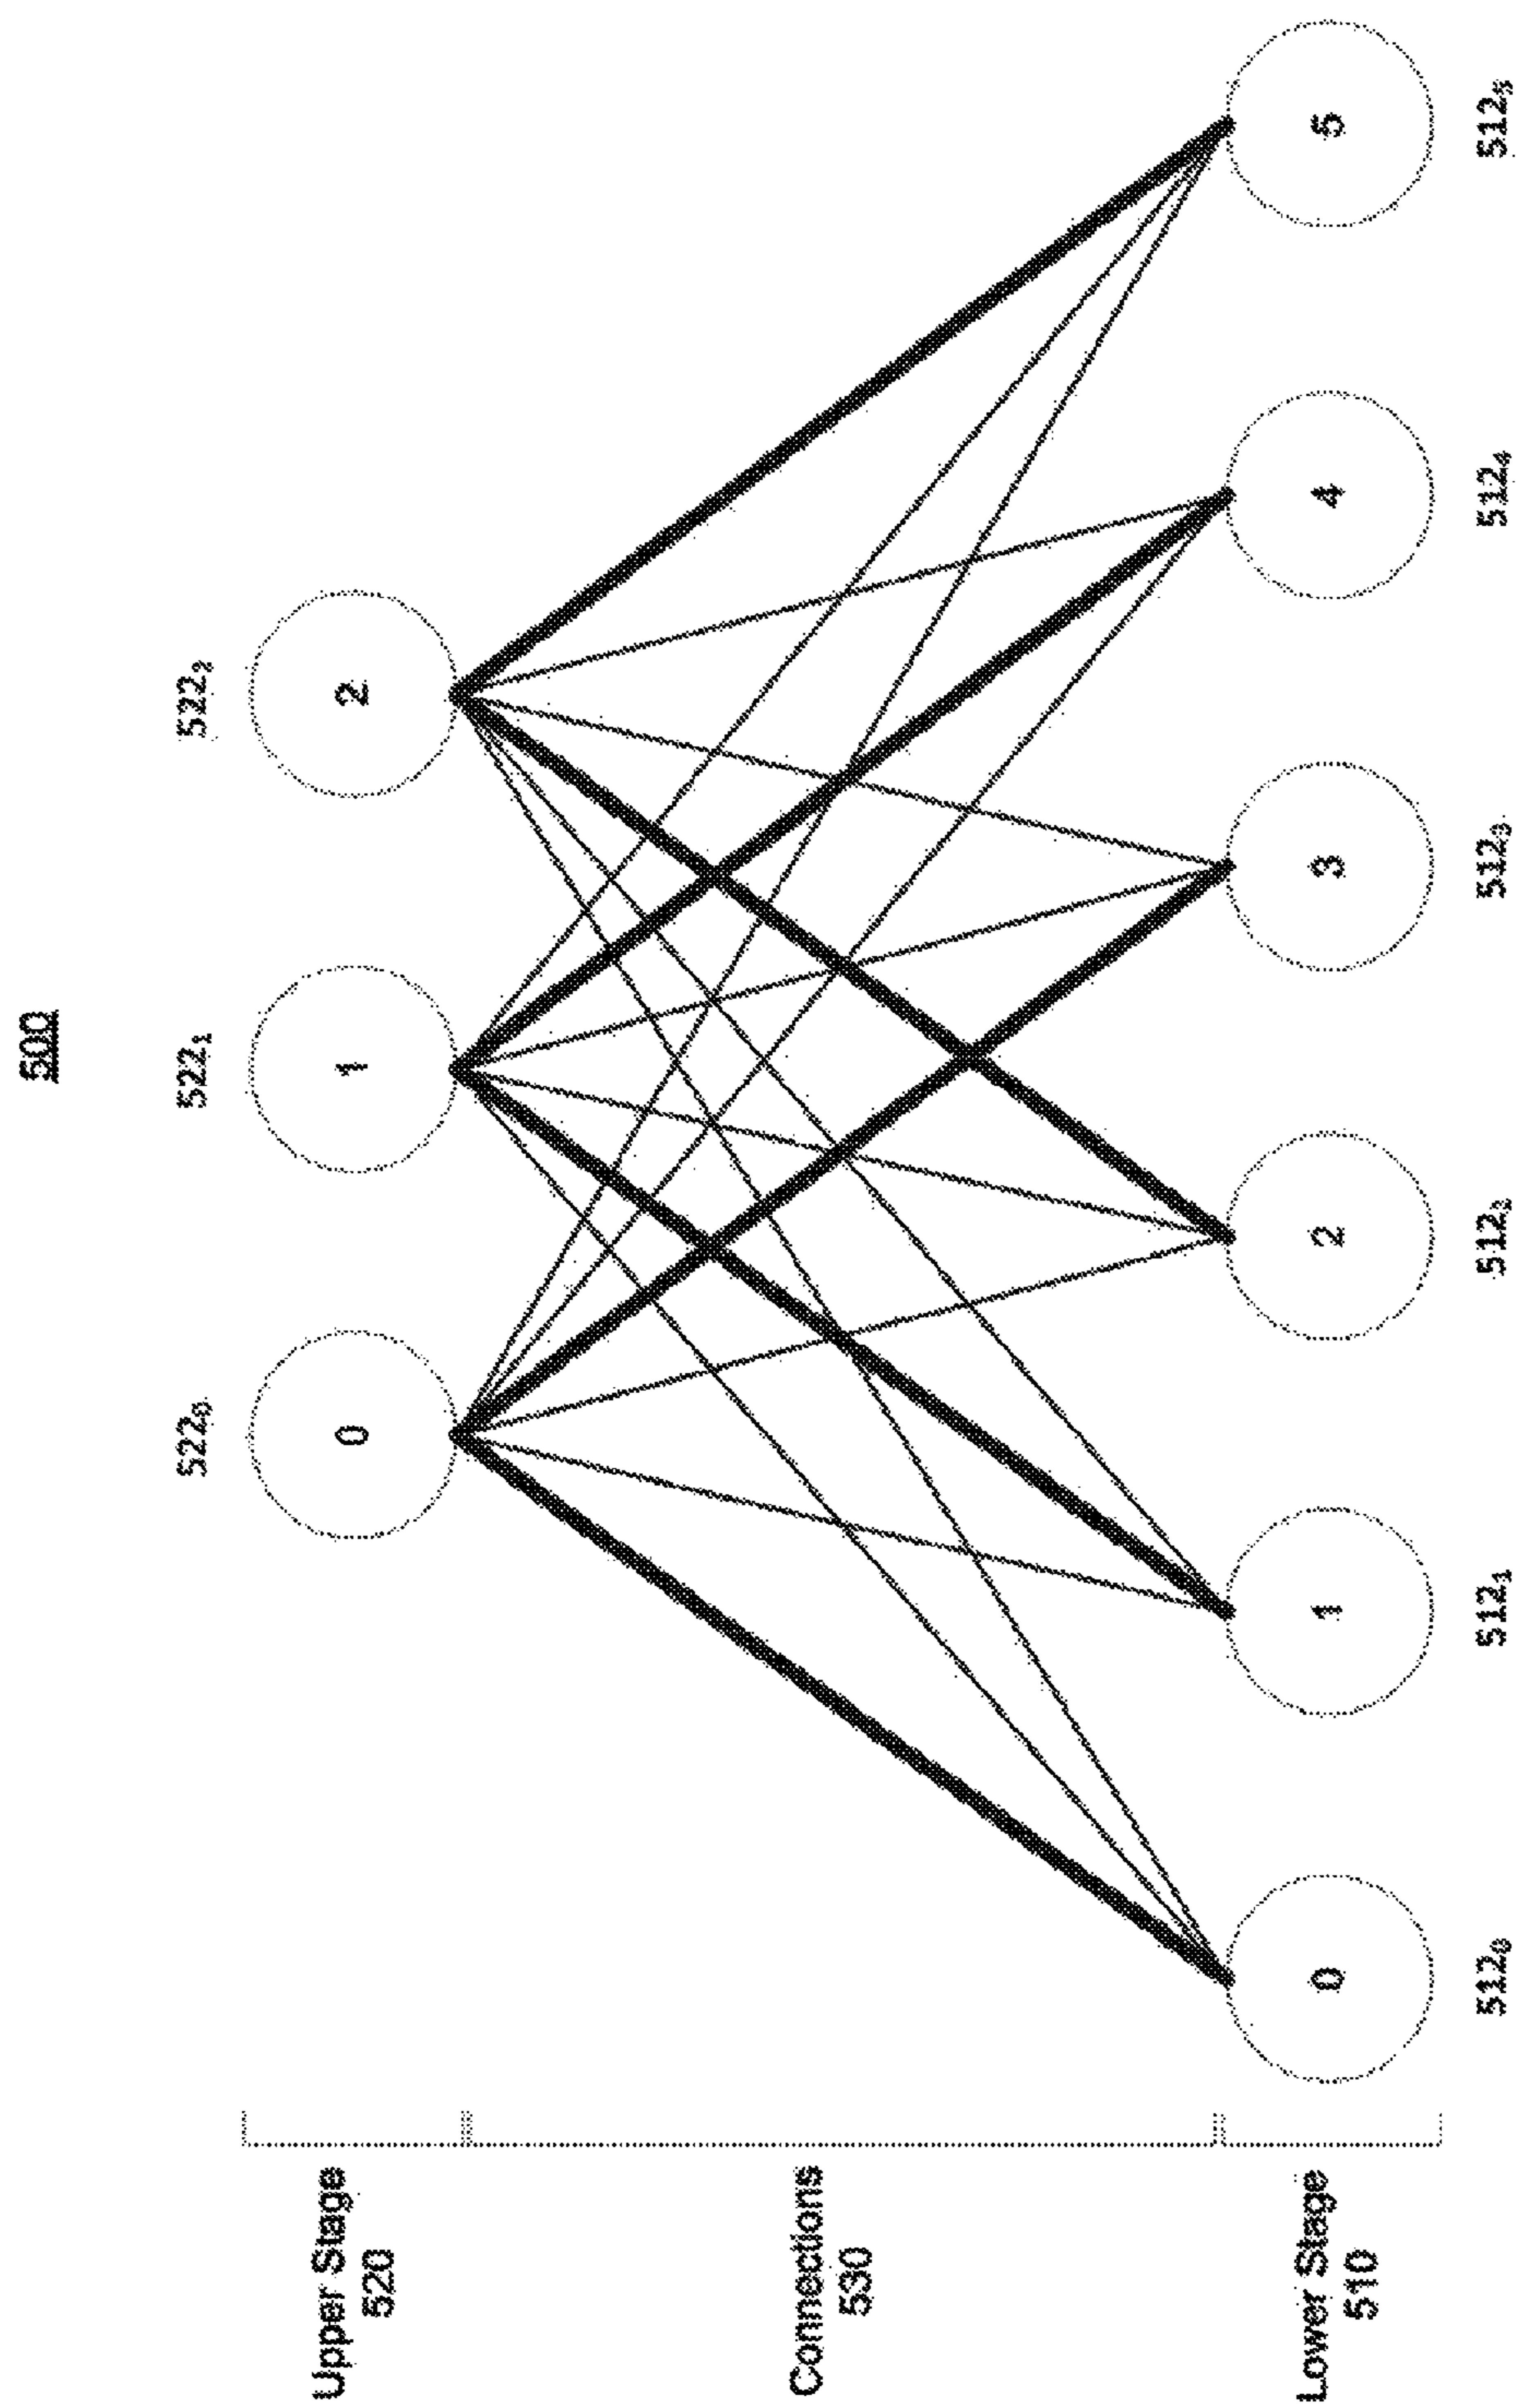 500
522₀ 522₁ 522₂
Upper Stage
520
0 1 2
Connections
530
Lower Stage
510
0 1 2 3 4 5
512₀ 512₁ 512₂ 512₃ 512₄ 512₅